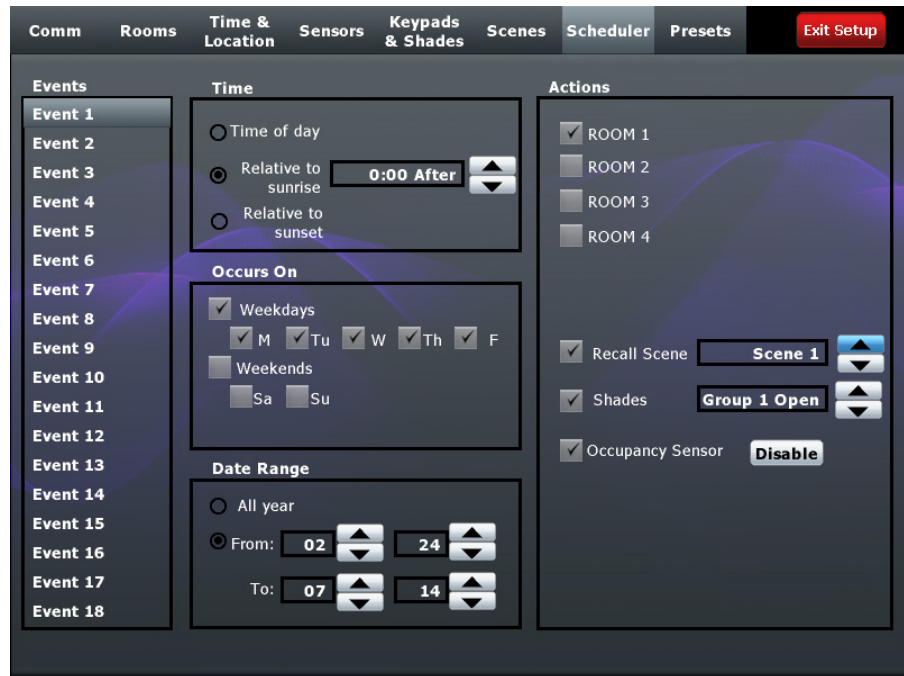 Comm Rooms Time & Location Sensors Keypads & Shades Scenes Scheduler Presets Exit Setup
Events
Event 1
Event 2
Event 3
Event 4
Event 5
Event 6
Event 7
Event 8
Event 9
Event 10
Event 11
Event 12
Event 13
Event 14
Event 15
Event 16
Event 17
Event 18
Time
Time of day
Relative to
sunrise
0:00 After
Relative to
sunset
Occurs On
Weekdays
M Tu W Th F
Weekends
Sa Su
Date Range
All year
From: 02 24
To: 07 14
Actions
ROOM 1
ROOM 2
ROOM 3
ROOM 4
Recall Scene Scene 1
Shades Group 1 Open
Occupancy Sensor Disable